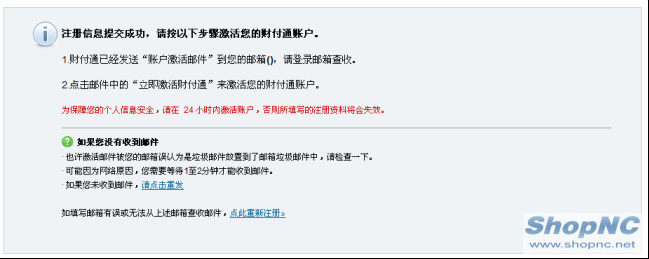 注册信息提交成功，请按以下步骤激活您的财付通账户。
1.财付通已经发送“账户激活邮件”到您的邮箱()，请登录邮箱查收。
2.点击邮件中的“立即激活财付通”来激活您的财付通账户。
为保障您的个人信息安全，请在 24 小时内激活账户，否则所填写的注册资料将会失效。
如果您没有收到邮件
·也许激活邮件被您的邮箱误认为是垃圾邮件放置到了邮箱垃圾邮件中，请检查一下。
·可能因为网络原因，您需要等待1至2分钟才能收到邮件。
·如果您未收到邮件，请点击重发
如填写邮箱有误或无法从上述邮箱查收邮件，点此重新注册»
ShopNC
www.shopnc.net